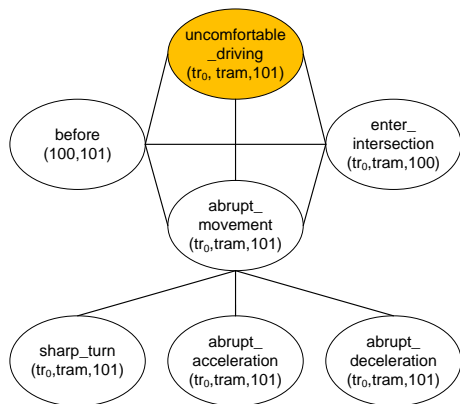 uncomfortable
_driving
(tr₀, tram,101)
before
(100,101)
enter_
intersection
(tr₀,tram,100)
abrupt_
movement
(tr₀,tram,101)
sharp_turn
(tr₀,tram,101)
abrupt_
acceleration
(tr₀,tram,101)
abrupt_
deceleration
(tr₀,tram,101)